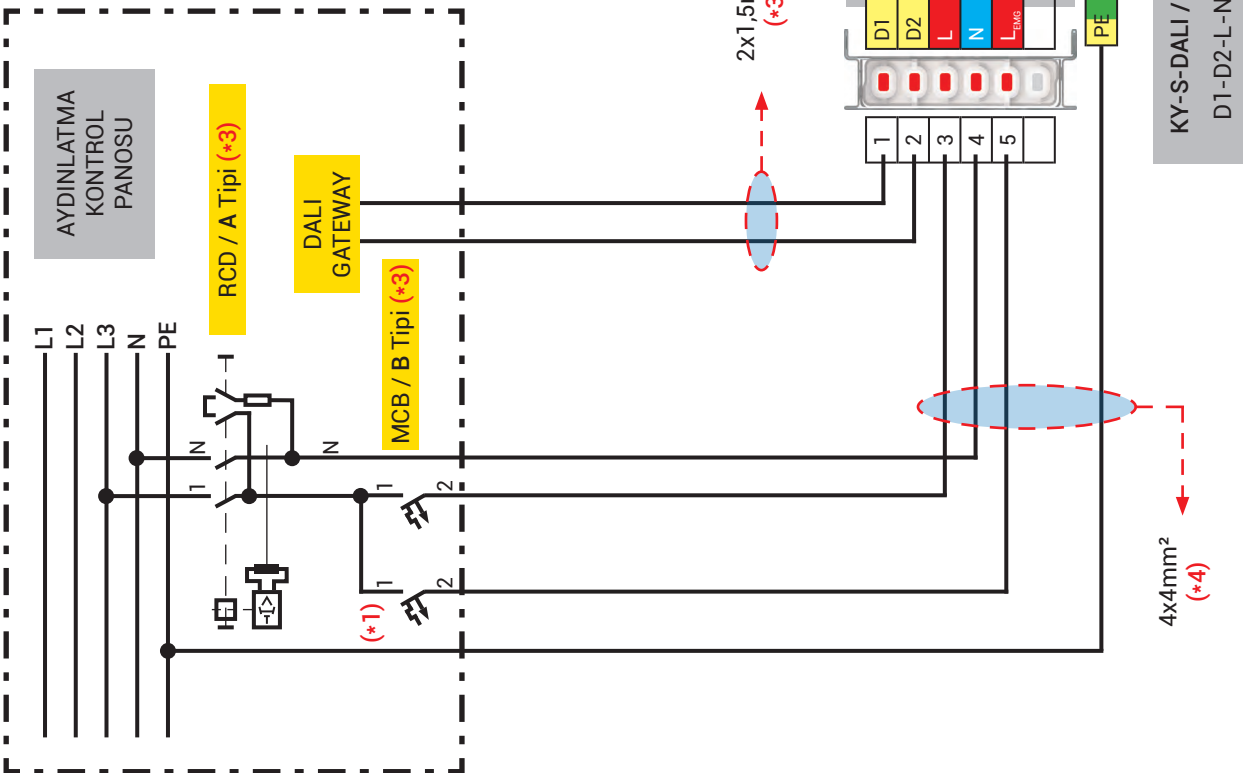 AYDINLATMA
KONTROL
PANOSU
RCD / A Tipi (*3)
DALI
GATEWAY
MCB / B Tipi (*3)
L1
L2
L3
N
PE
N
1
N
1
2
1
2
(*1)
D1
D2
L
N
LEMG
PE
1
2
3
4
5
4x4mm²
(*4)
KY-S-DALI /
D1-D2-L-N